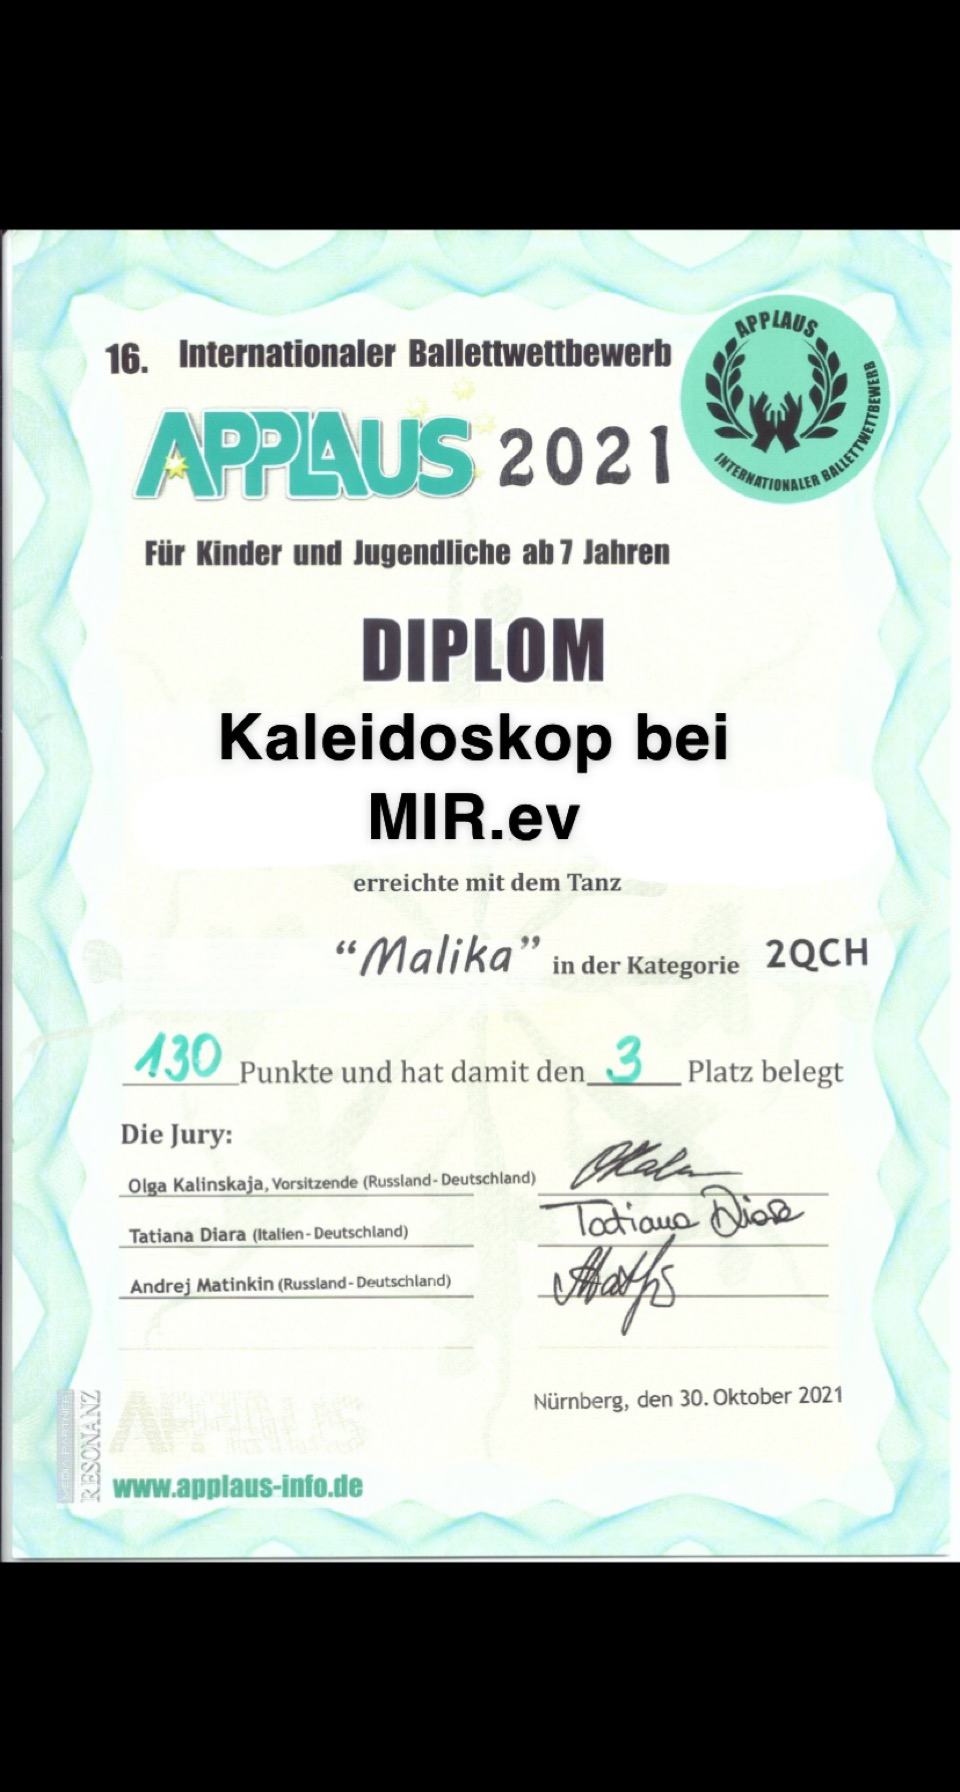 16. Internationaler Ballettwettbewerb
APPLAUS 2021
APPLAUS
INTERNATIONALER BALLETTWETTBEWERB
Für Kinder und Jugendliche ab 7 Jahren
DIPLOM
Kaleidoskop bei
MIR.ev
erreichte mit dem Tanz
“Malika” in der Kategorie 2QCH
130 Punkte und hat damit den 3 Platz belegt
Die Jury:
Olga Kalinskaja, Vorsitzende (Russland-Deutschland)
Tatiana Diara (Italien-Deutschland) Tatiana Diara
Andrej Matinkin (Russland-Deutschland)
Nürnberg, den 30. Oktober 2021
MEDIA PARTNER
RESONANZ
www.applaus-info.de